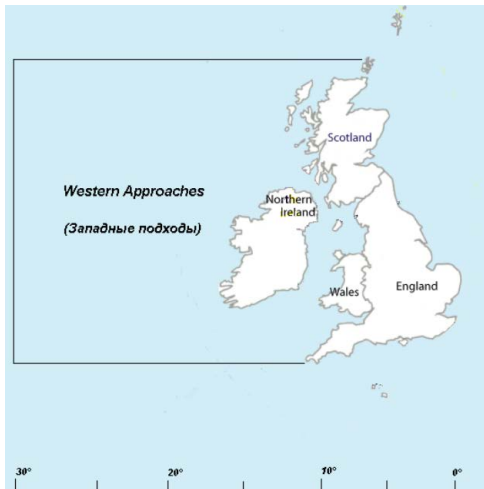 Scotland
Western Approaches
(Западные подходы)
Northern
Ireland
Wales
England
30° 20° 10° 0°